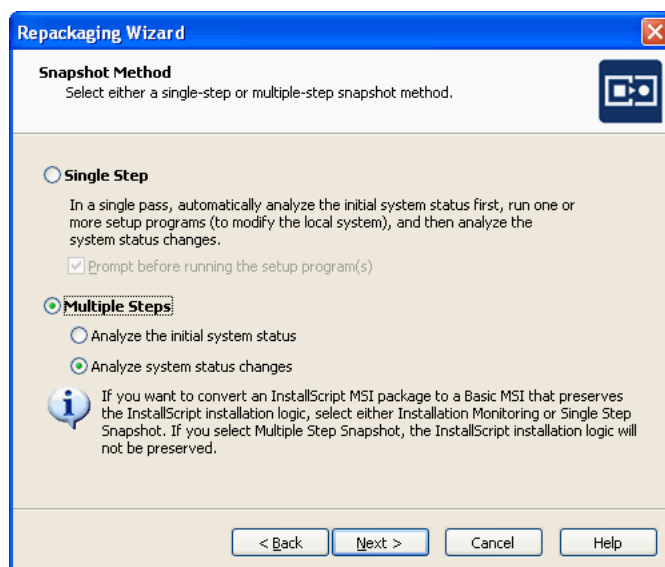 Repackaging Wizard
Snapshot Method
Select either a single-step or multiple-step snapshot method.
Single Step
In a single pass, automatically analyze the initial system status first, run one or
more setup programs (to modify the local system), and then analyze the
system status changes.
Prompt before running the setup program(s)
Multiple Steps
Analyze the initial system status
Analyze system status changes
If you want to convert an InstallScript MSI package to a Basic MSI that preserves
the InstallScript installation logic, select either Installation Monitoring or Single Step
Snapshot. If you select Multiple Step Snapshot, the InstallScript installation logic will
not be preserved.
< Back Next > Cancel Help